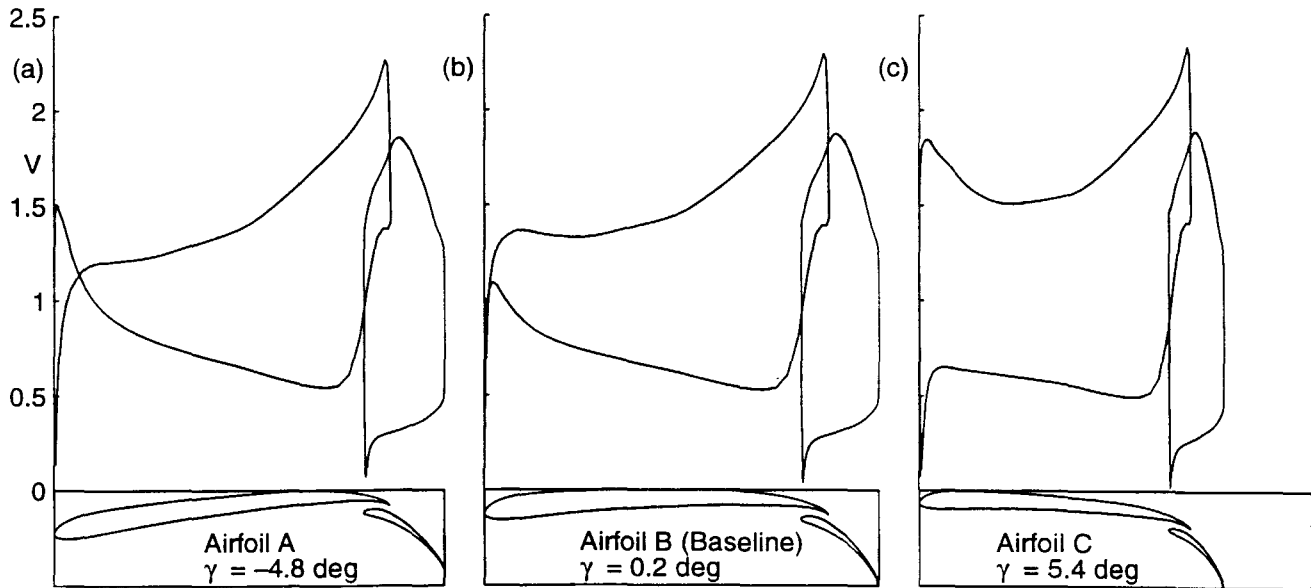 2.5
(a)
(b)
(c)
2
V
1.5
1
0.5
0
Airfoil A
γ = –4.8 deg
Airfoil B (Baseline)
γ = 0.2 deg
Airfoil C
γ = 5.4 deg